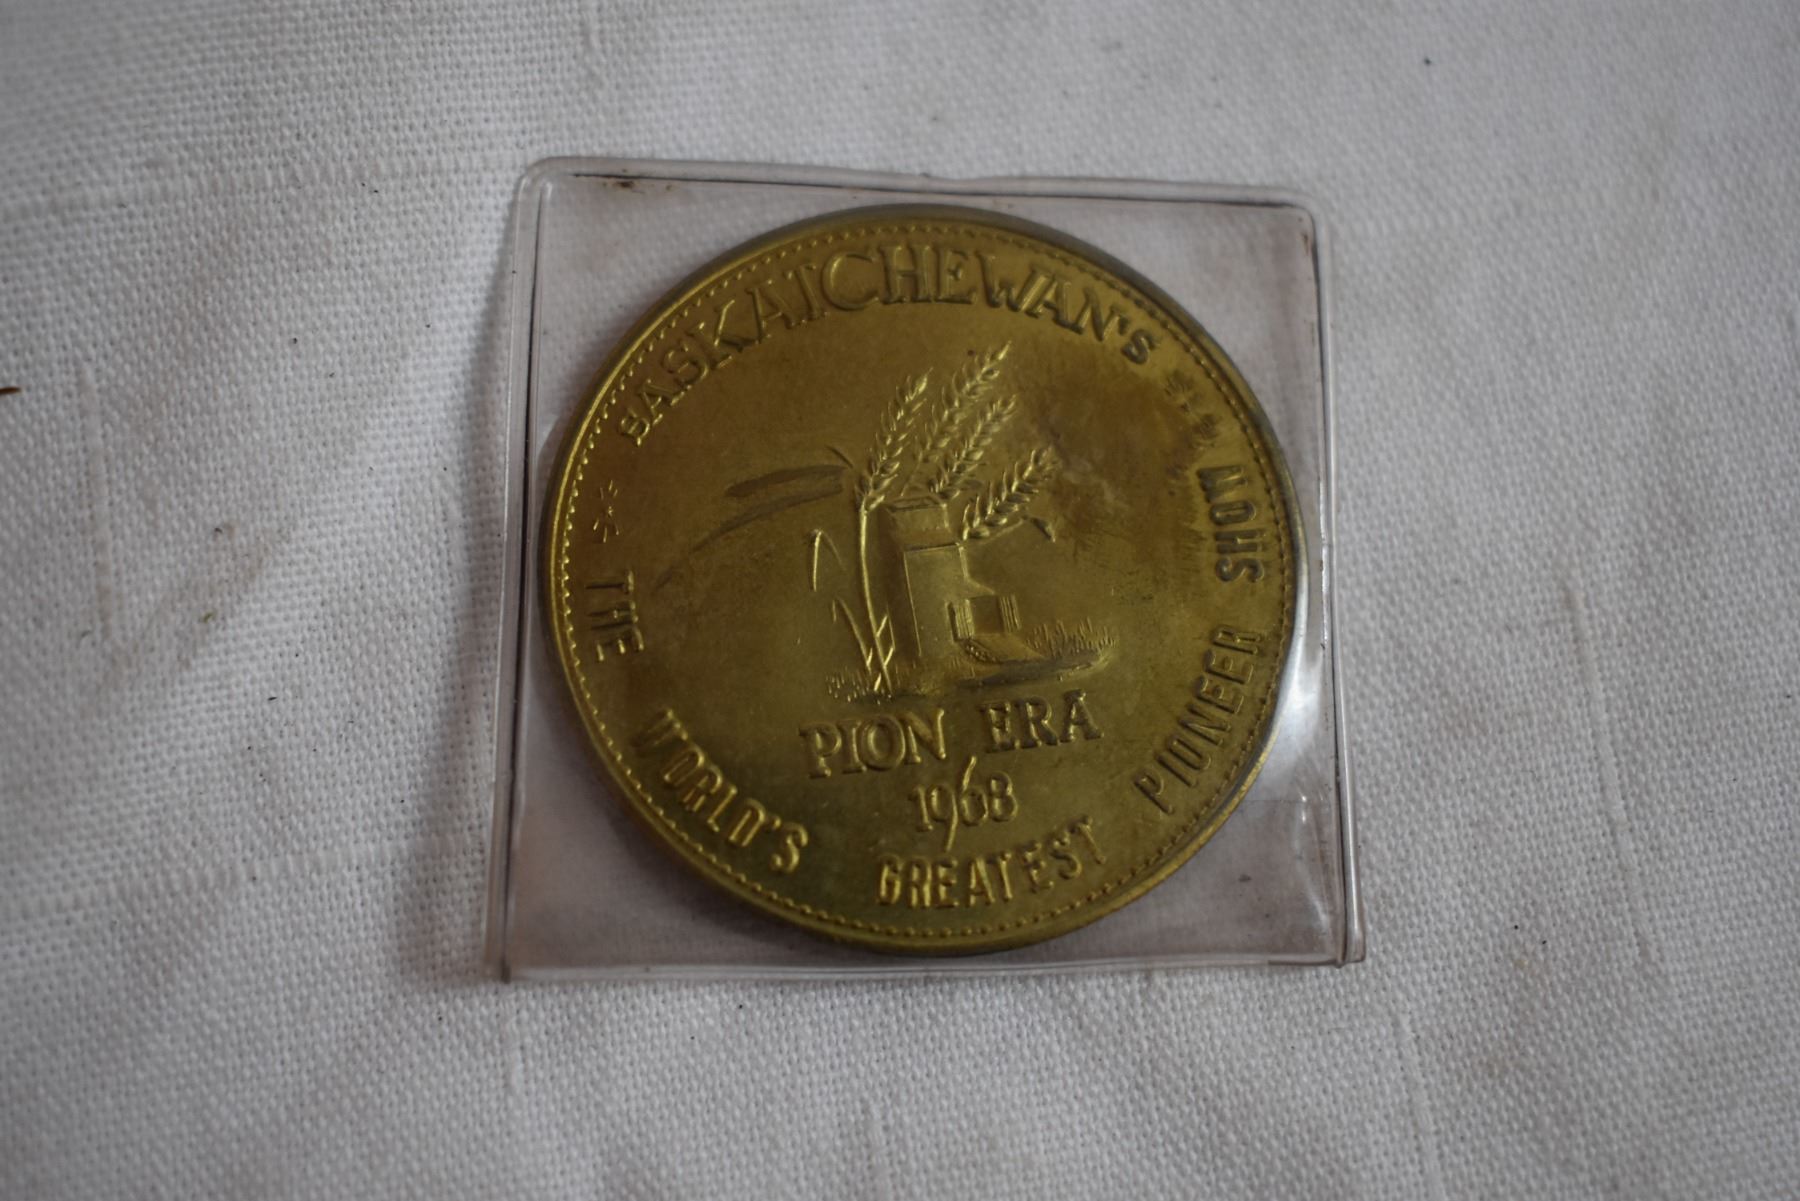 SASKATCHEWAN'S
PION ERA
1968
THE WORLD'S GREATEST PIONEER SHOW